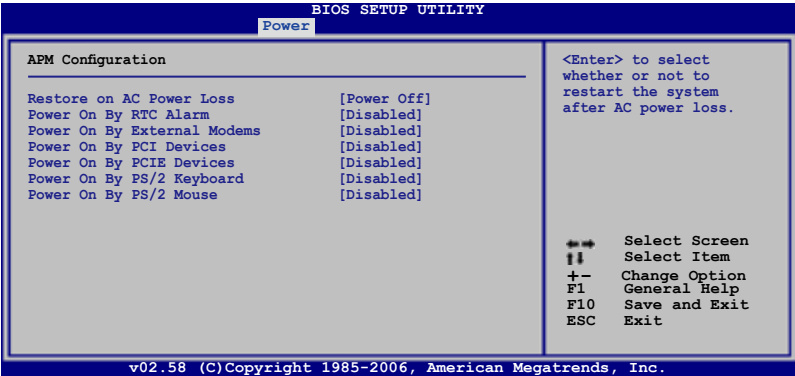 BIOS SETUP UTILITY
Power
APM Configuration
Restore on AC Power Loss [Power Off]
Power On By RTC Alarm [Disabled]
Power On By External Modems [Disabled]
Power On By PCI Devices [Disabled]
Power On By PCIE Devices [Disabled]
Power On By PS/2 Keyboard [Disabled]
Power On By PS/2 Mouse [Disabled]
<Enter> to select
whether or not to
restart the system
after AC power loss.
←→ Select Screen
↑↓ Select Item
+- Change Option
F1 General Help
F10 Save and Exit
ESC Exit
v02.58 (C)Copyright 1985-2006, American Megatrends, Inc.